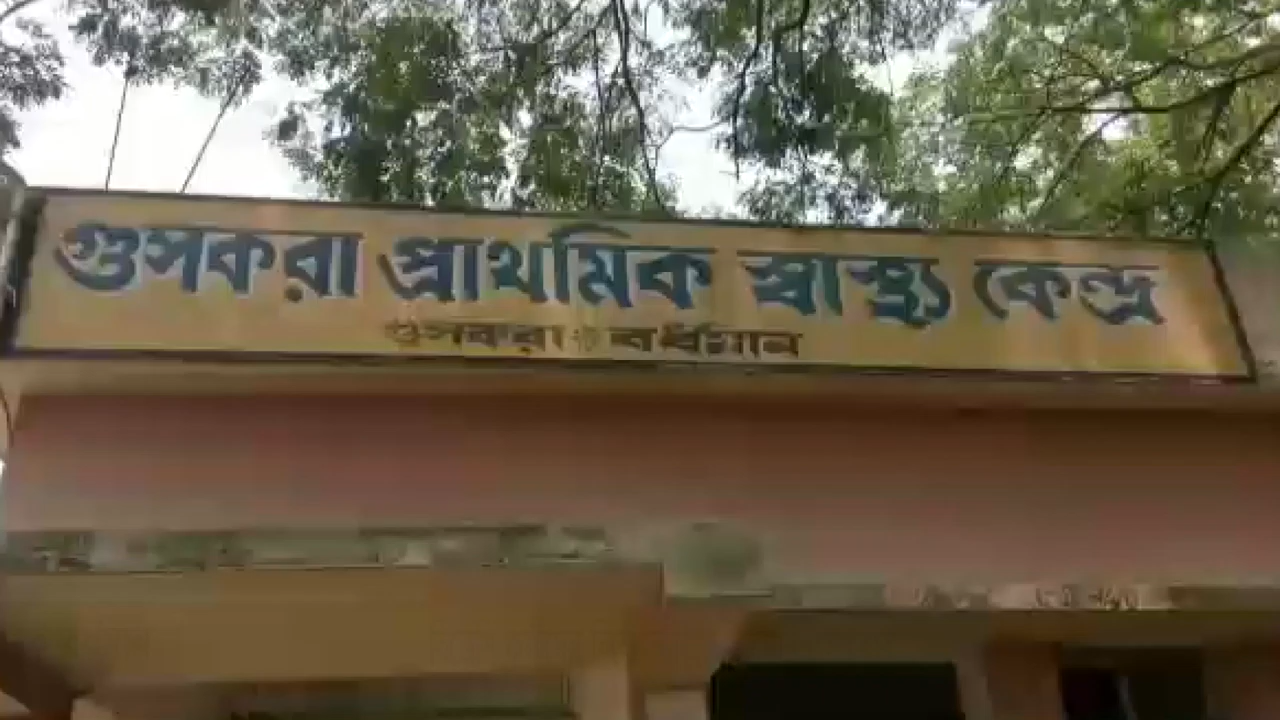 গুসকরা প্রাথমিক স্বাস্থ্য কেন্দ্র
গুসকরা ঃ বর্ধমান